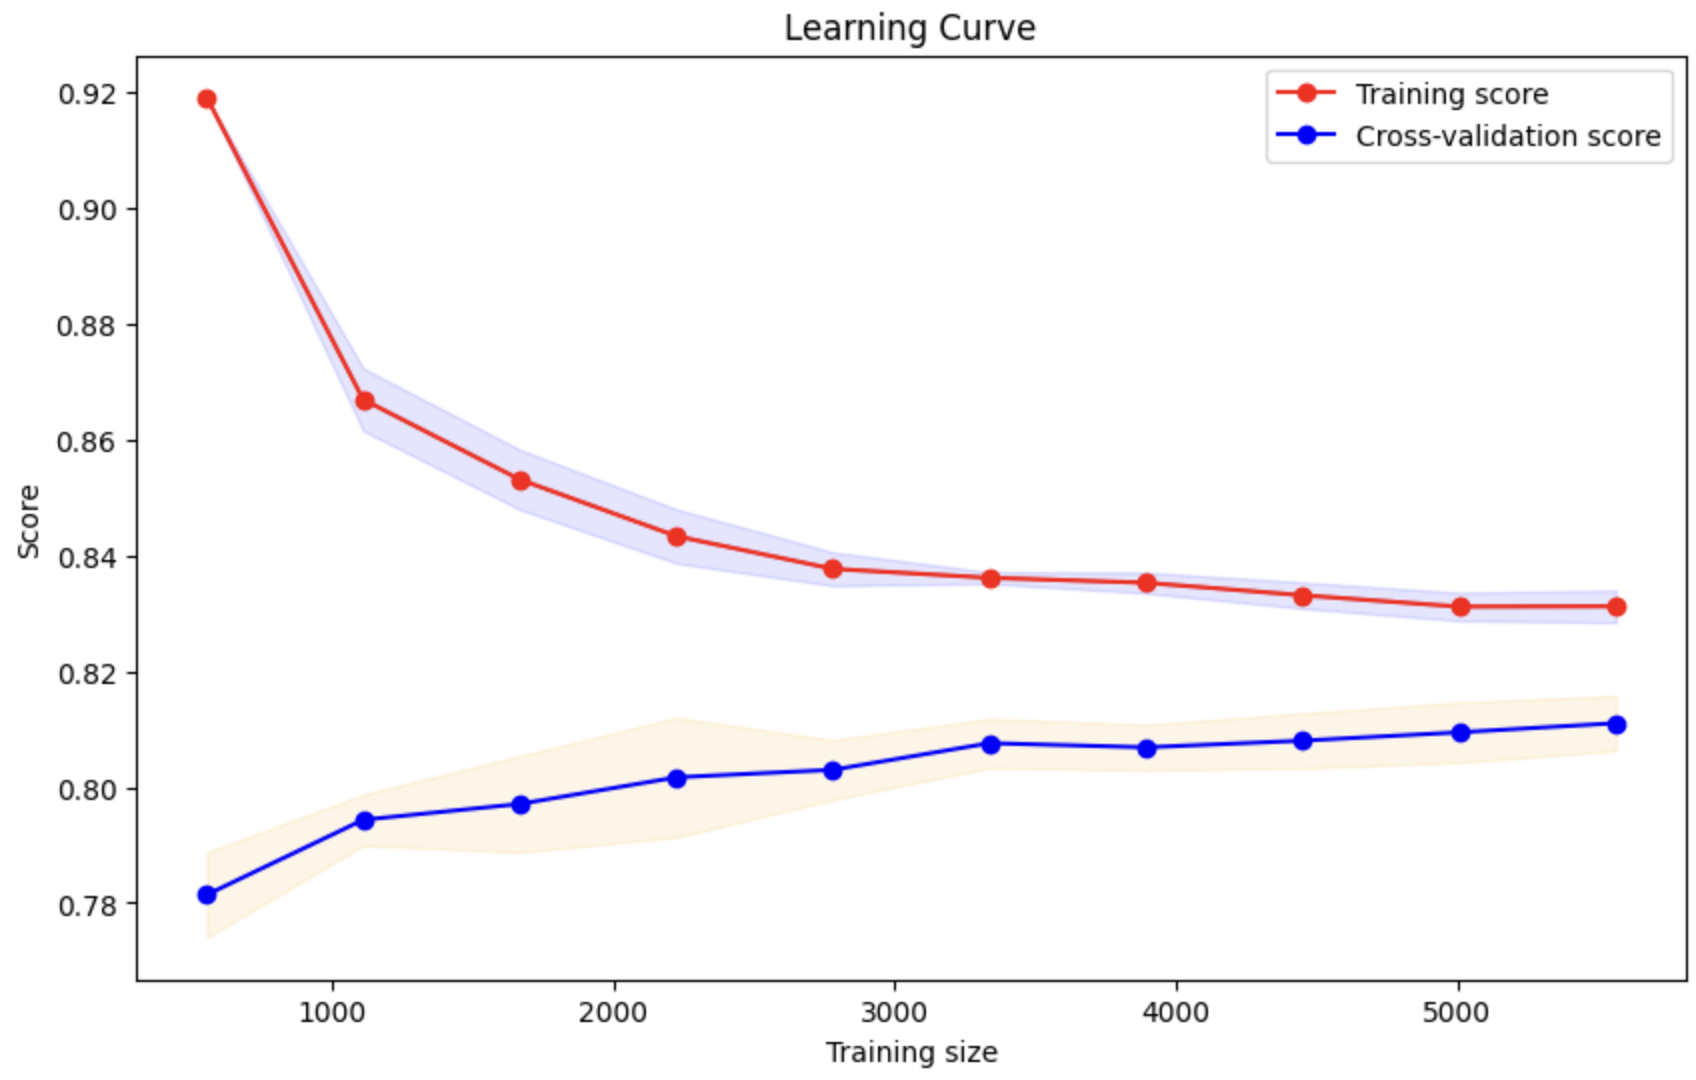 Learning Curve
Training score
Cross-validation score
0.92
0.90
0.88
0.86
0.84
0.82
0.80
0.78
Score
1000 2000 3000 4000 5000
Training size